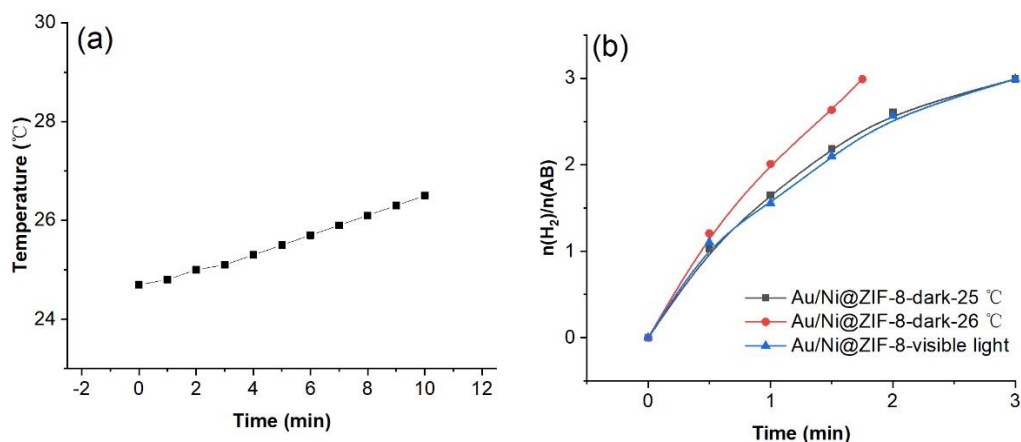 (a)
30
28
26
24
Temperature (℃)
-2 0 2 4 6 8 10 12
Time (min)
(b)
3
2
1
0
n(H₂)/n(AB)
Au/Ni@ZIF-8-dark-25 ℃
Au/Ni@ZIF-8-dark-26 ℃
Au/Ni@ZIF-8-visible light
0 1 2 3
Time (min)